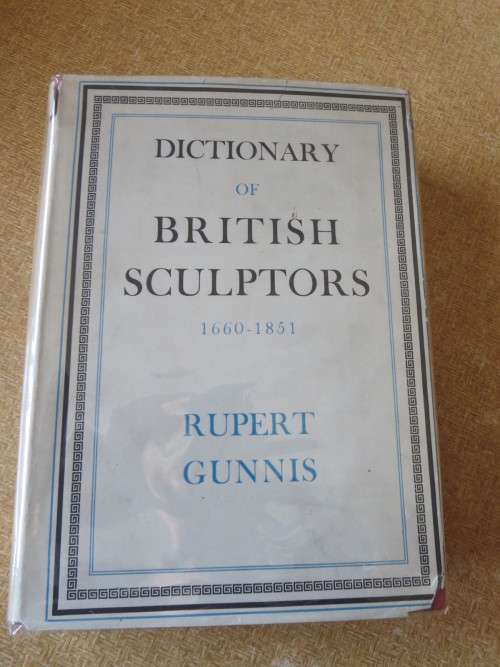 DICTIONARY
OF
BRITISH
SCULPTORS
1660-1851
RUPERT
GUNNIS